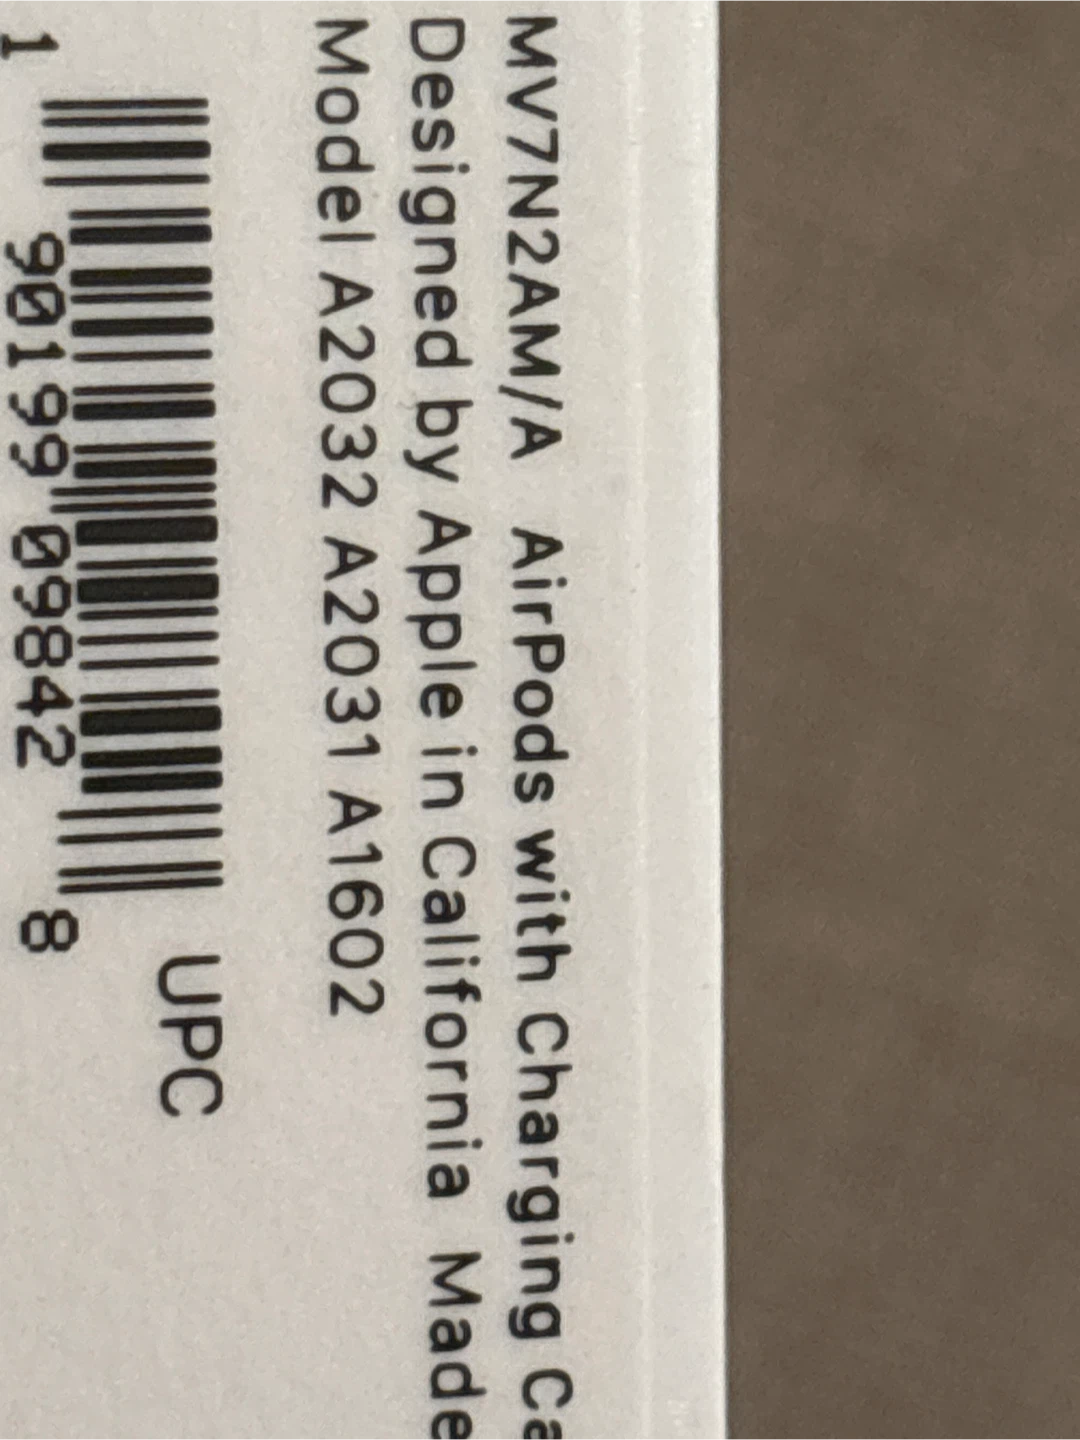 MV7N2AM/A AirPods with Charging Ca
Designed by Apple in California Made
Model A2032 A2031 A1602
UPC
1 90199 09842 8